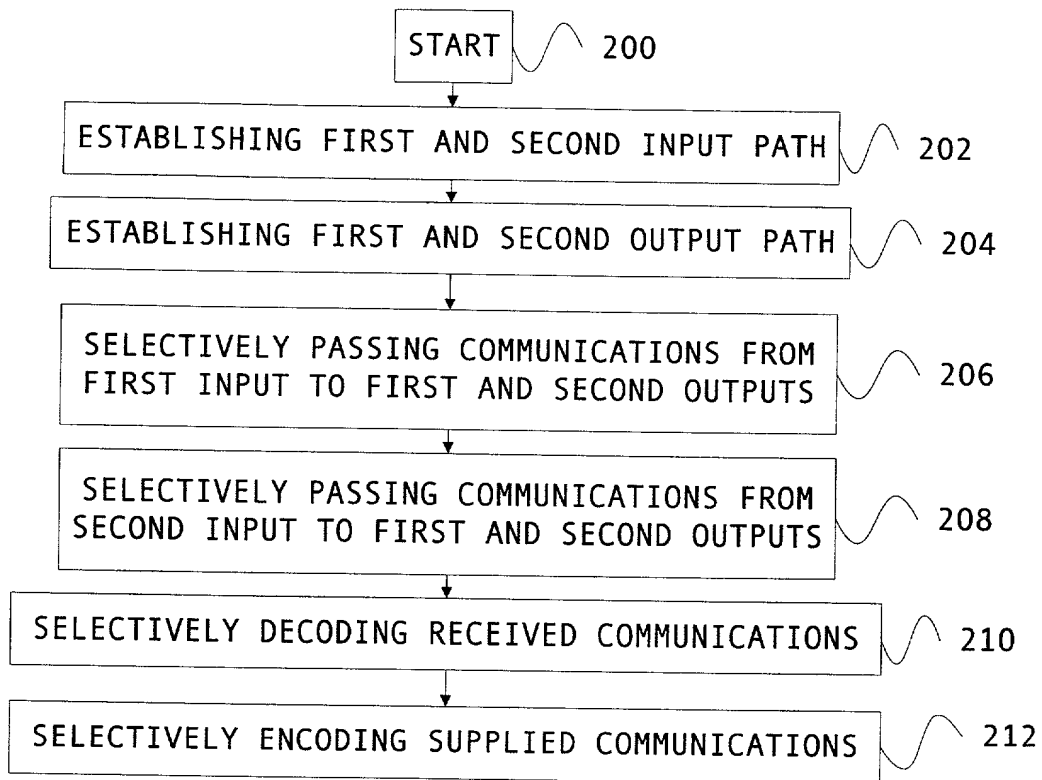 START
200
ESTABLISHING FIRST AND SECOND INPUT PATH
202
ESTABLISHING FIRST AND SECOND OUTPUT PATH
204
SELECTIVELY PASSING COMMUNICATIONS FROM
FIRST INPUT TO FIRST AND SECOND OUTPUTS
206
SELECTIVELY PASSING COMMUNICATIONS FROM
SECOND INPUT TO FIRST AND SECOND OUTPUTS
208
SELECTIVELY DECODING RECEIVED COMMUNICATIONS
210
SELECTIVELY ENCODING SUPPLIED COMMUNICATIONS
212